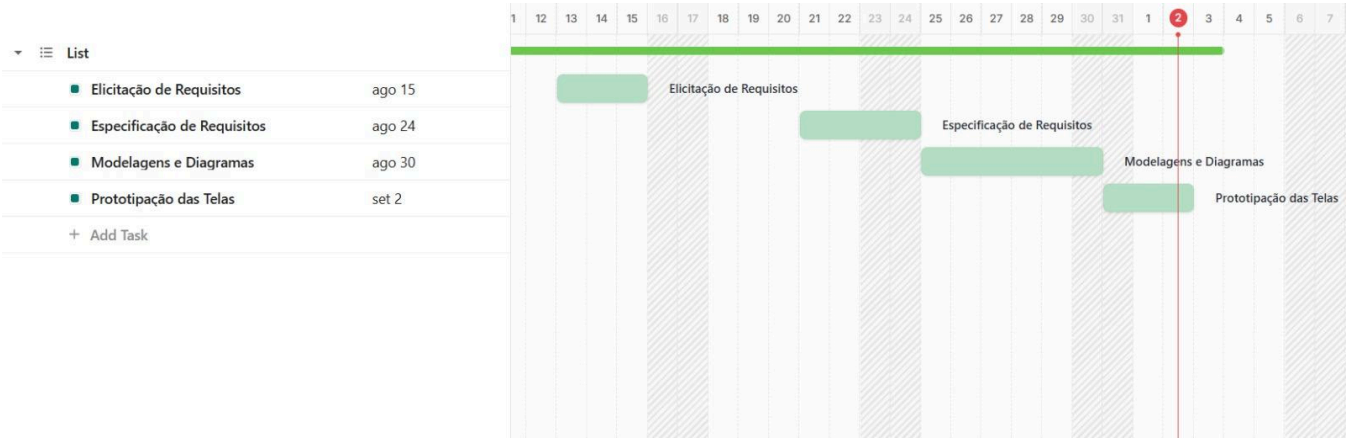 1 12 13 14 15 16 17 18 19 20 21 22 23 24 25 26 27 28 29 30 31 1 2 3 4 5 6 7
List
Elicitação de Requisitos ago 15 Elicitação de Requisitos
Especificação de Requisitos ago 24 Especificação de Requisitos
Modelagens e Diagramas ago 30 Modelagens e Diagramas
Prototipação das Telas set 2 Prototipação das Telas
+ Add Task